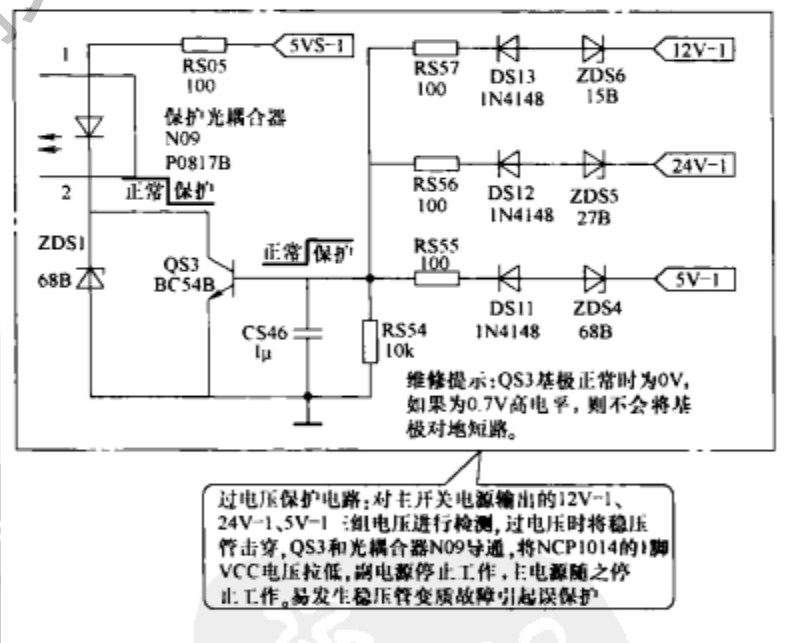 1
RS05
100
5VS-1
保护光耦合器
N09
P0817B
2
正常 保护
ZDS1
68B
QS3
BC54B
正常 保护
CS46
1μ
RS54
10k
RS57
100
DS13
1N4148
ZDS6
15B
12V-1
RS56
100
DS12
1N4148
ZDS5
27B
24V-1
RS55
100
DS11
1N4148
ZDS4
68B
5V-1
维修提示:QS3基极正常时为0V,
如果为0.7V高电平,则不会将基
极对地短路。
过电压保护电路:对主开关电源输出的12V-1、
24V-1、5V-1 三组电压进行检测,过电压时将稳压
管击穿,QS3和光耦合器N09导通,将NCP1014的1脚
VCC电压拉低,副电源停止工作,主电源随之停
止工作。易发生稳压管变质故障引起误保护